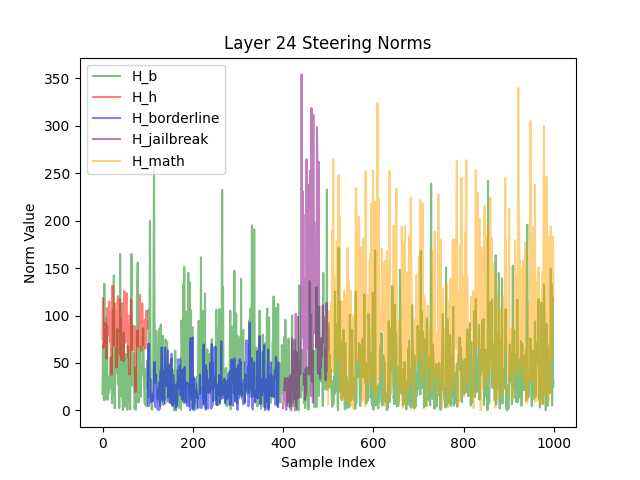 Layer 24 Steering Norms
H_b
H_h
H_borderline
H_jailbreak
H_math
Norm Value
350
300
250
200
150
100
50
0
0
200
400
600
800
1000
Sample Index